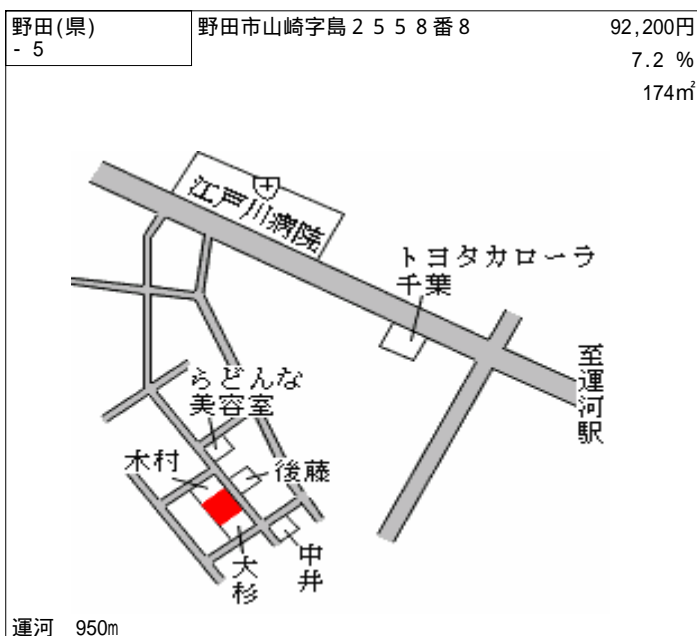 野田(県)
- 5
野田市山崎字島２５５８番８
92,200円
7.2 %
174㎡
江戸川病院
トヨタカローラ
千葉
至運河駅
らどんな
美容室
木村
後藤
大杉
中井
運河 950m